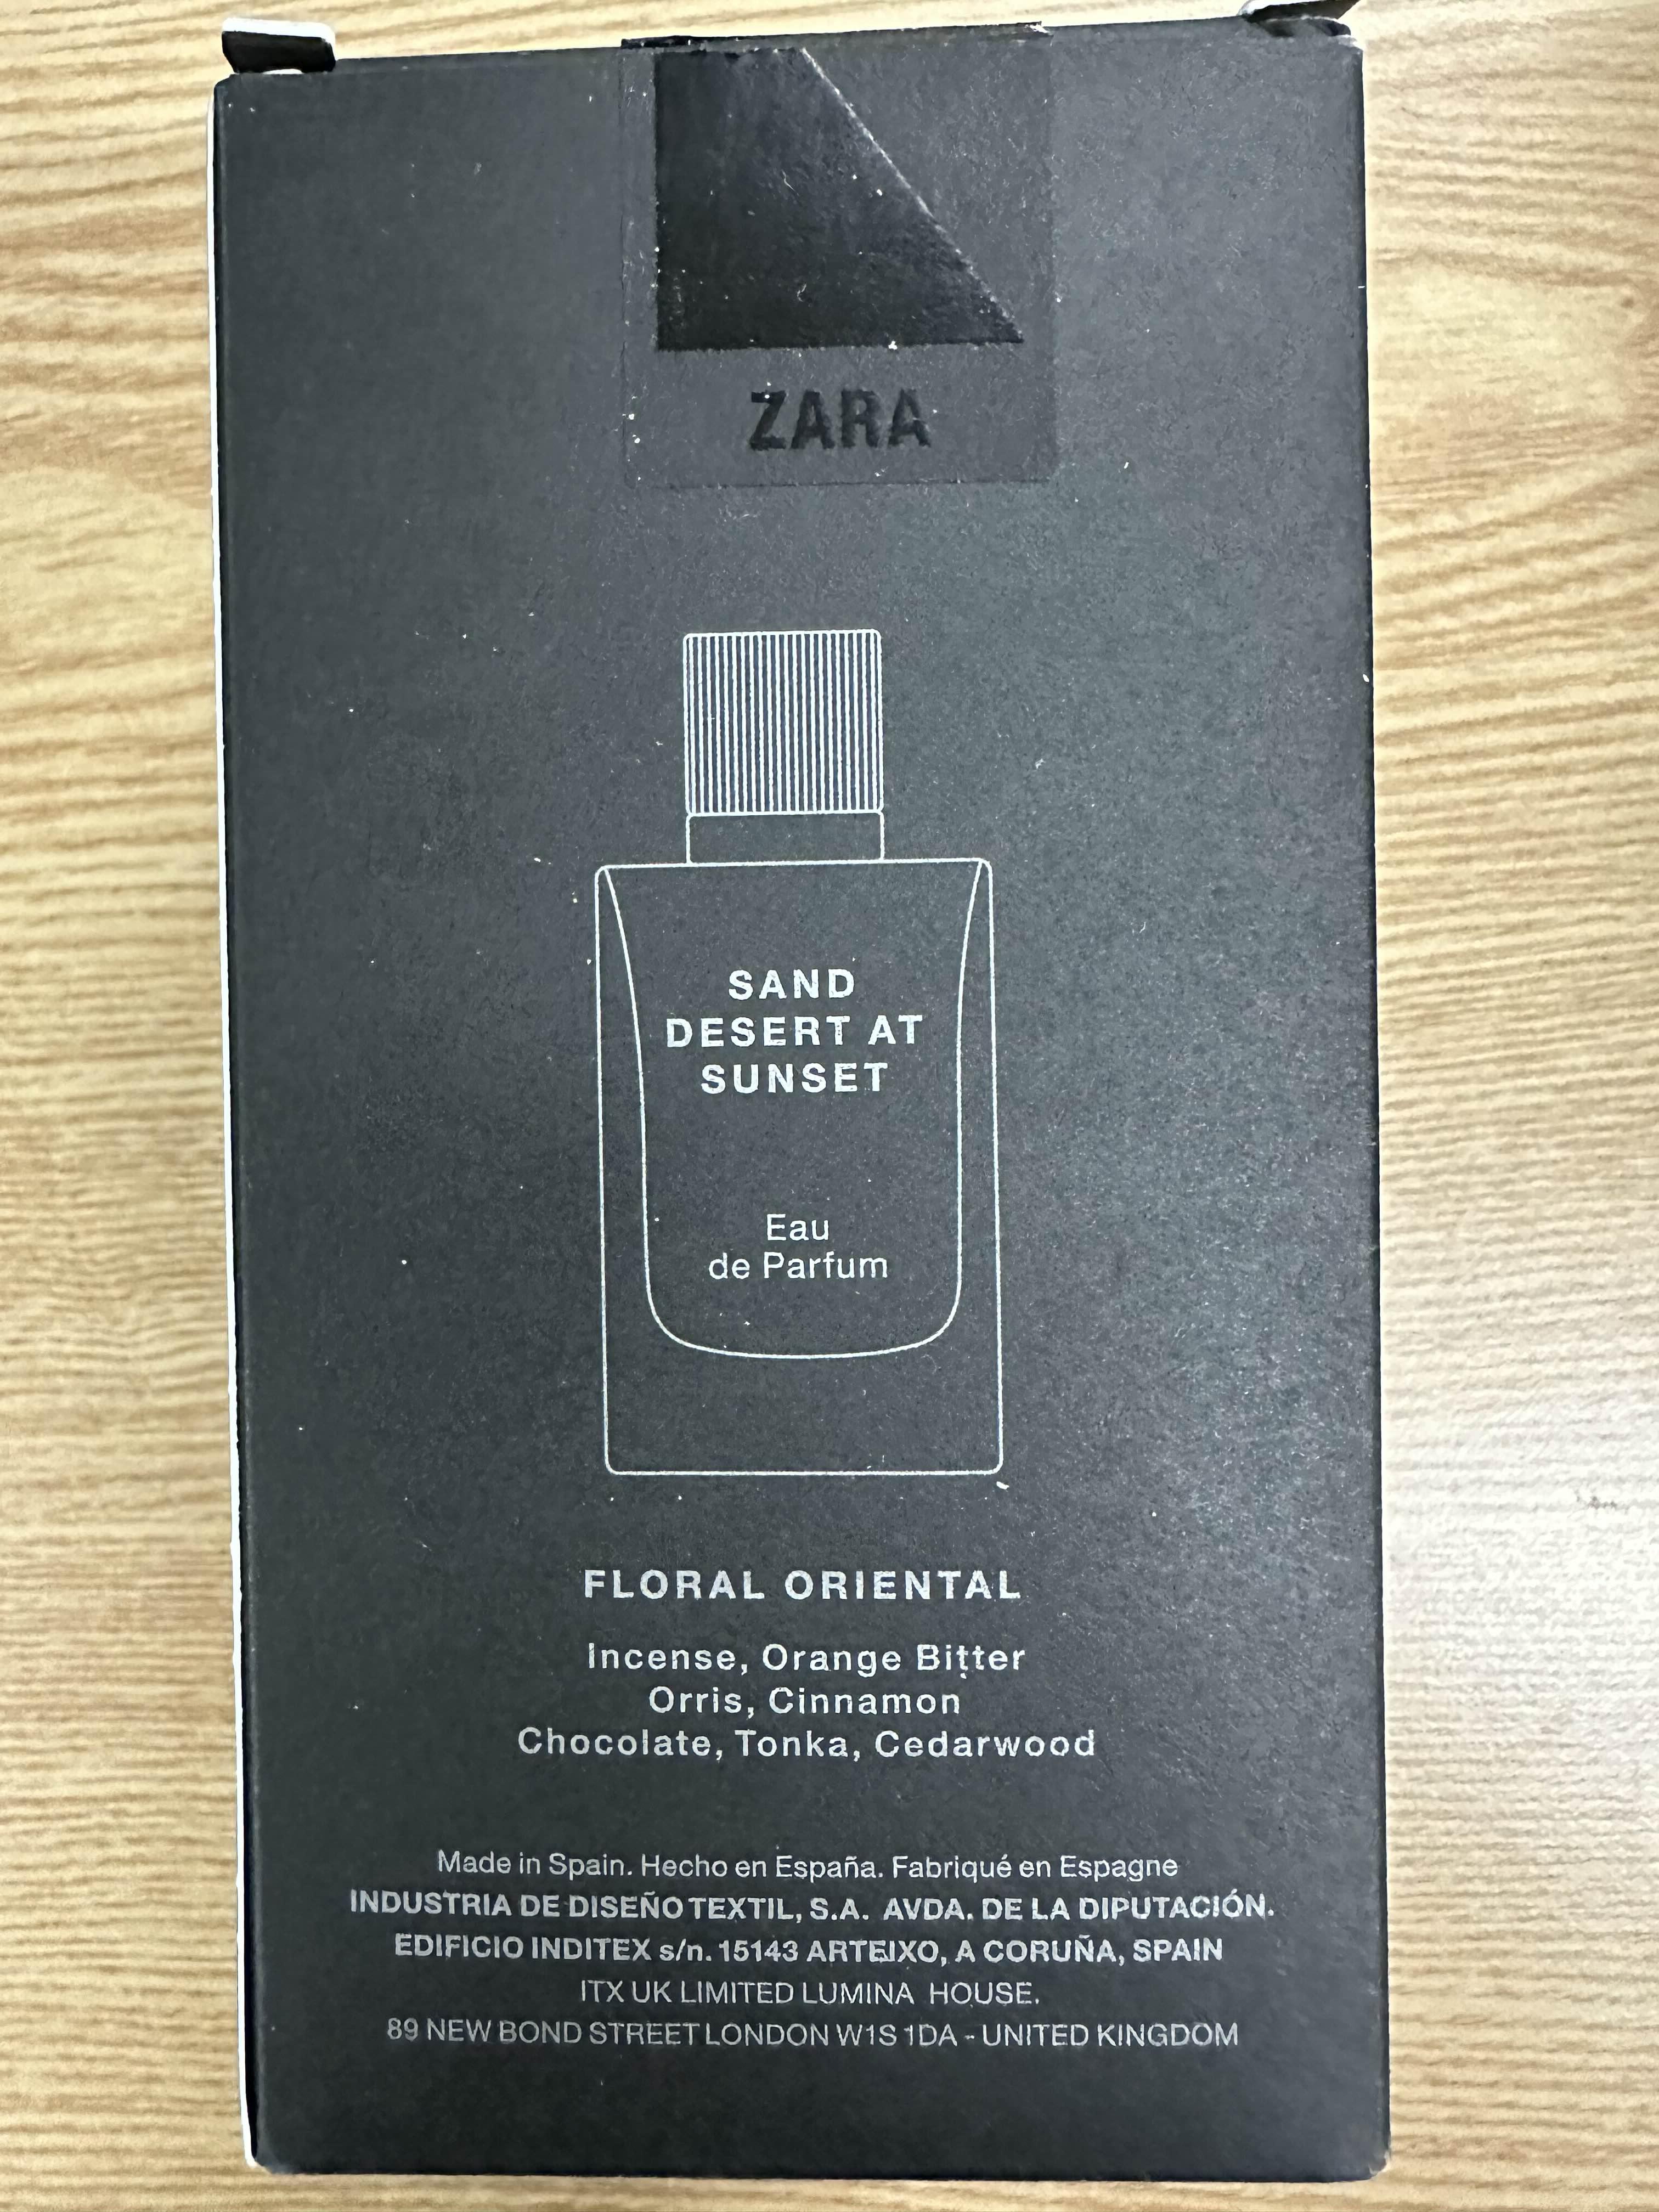 ZARA
SAND
DESERT AT
SUNSET
Eau
de Parfum
FLORAL ORIENTAL
Incense, Orange Bitter
Orris, Cinnamon
Chocolate, Tonka, Cedarwood
Made in Spain. Hecho en España. Fabriqué en Espagne
INDUSTRIA DE DISEÑO TEXTIL, S.A. AVDA. DE LA DIPUTACIÓN.
EDIFICIO INDITEX s/n. 15143 ARTEIXO, A CORUÑA, SPAIN
ITX UK LIMITED LUMINA HOUSE.
89 NEW BOND STREET LONDON W1S 1DA - UNITED KINGDOM